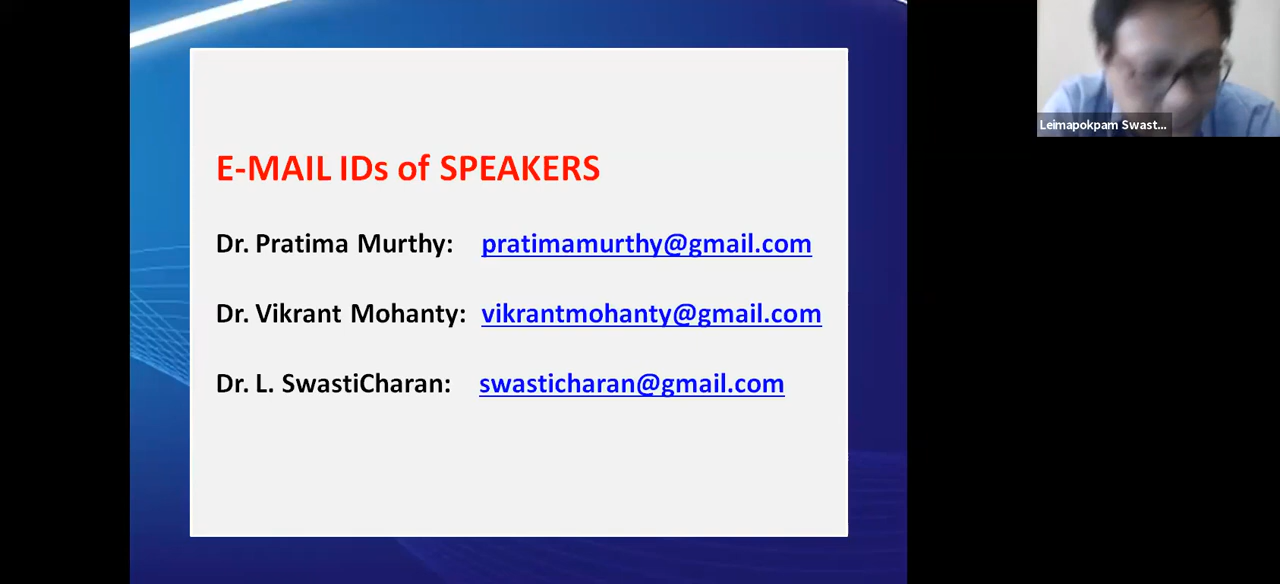 E-MAIL IDs of SPEAKERS
Dr. Pratima Murthy: pratimamurthy@gmail.com
Dr. Vikrant Mohanty: vikrantmohanty@gmail.com
Dr. L. SwastiCharan: swasticharan@gmail.com
Leimapokpam Swast...